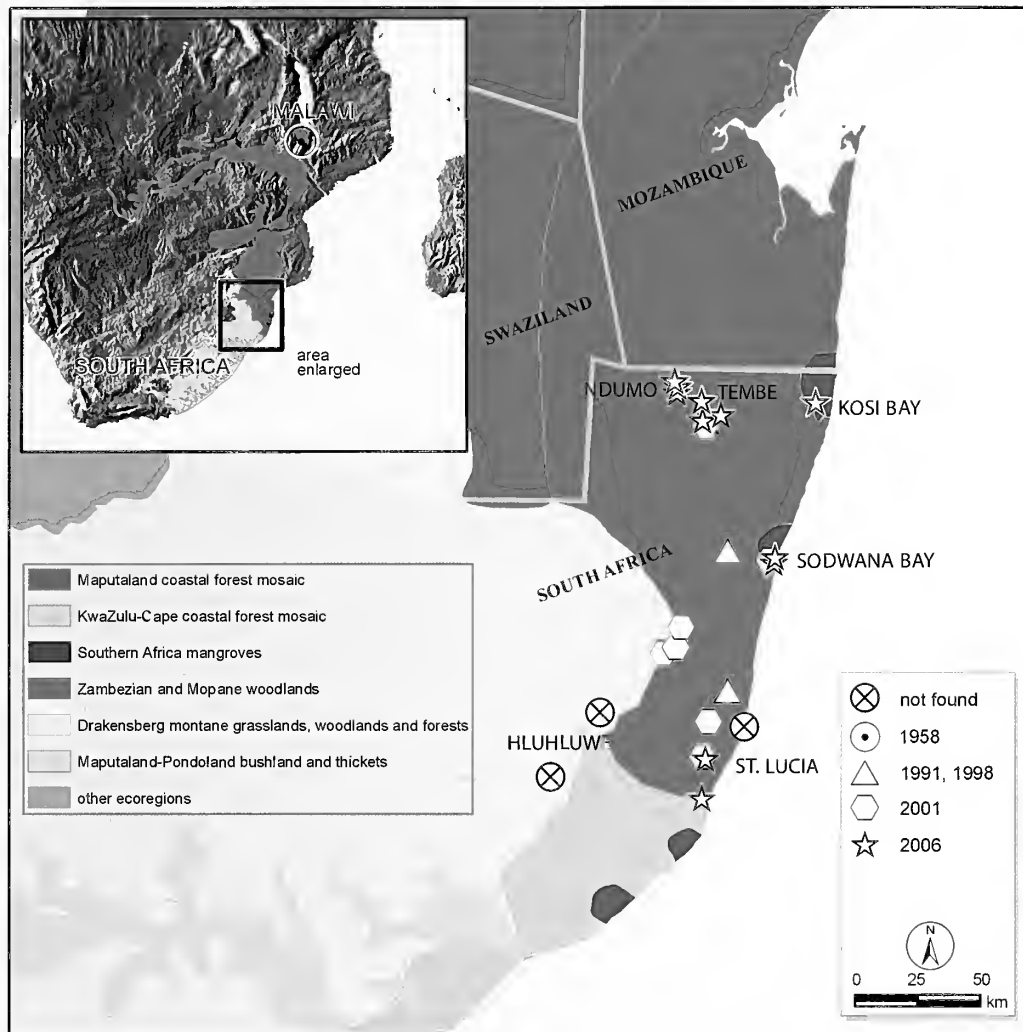 MALAWI
SOUTH AFRICA
area
enlarged
MOZAMBIQUE
SWAZILAND
NDUMO
TEMBE
KOSI BAY
SODWANA BAY
SOUTH AFRICA
HLUHLUWE
ST. LUCIA
Maputaland coastal forest mosaic
KwaZulu-Cape coastal forest mosaic
Southern Africa mangroves
Zambezian and Mopane woodlands
Drakensberg montane grasslands, woodlands and forests
Maputaland-Pondoland bushland and thickets
other ecoregions
not found
1958
1991, 1998
2001
2006
N
0 25 50
km